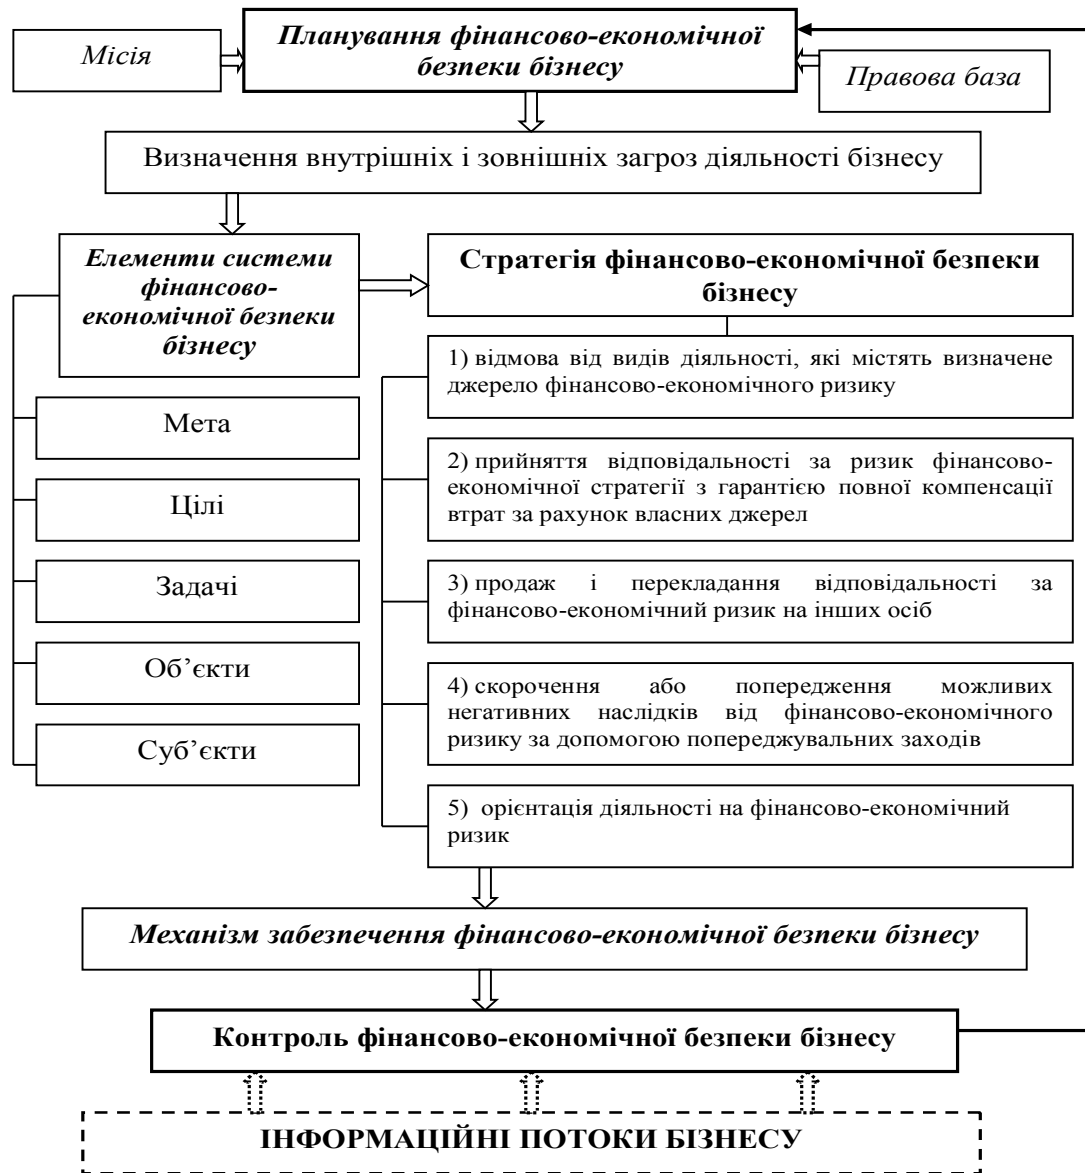 Місія
Планування фінансово-економічної
безпеки бізнесу
Правова база
Визначення внутрішніх і зовнішніх загроз діяльності бізнесу
Елементи системи
фінансово-
економічної безпеки
бізнесу
Мета
Цілі
Задачі
Об’єкти
Суб’єкти
Стратегія фінансово-економічної безпеки
бізнесу
1) відмова від видів діяльності, які містять визначене
джерело фінансово-економічного ризику
2) прийняття відповідальності за ризик фінансово-
економічної стратегії з гарантією повної компенсації
втрат за рахунок власних джерел
3) продаж і перекладання відповідальності за
фінансово-економічний ризик на інших осіб
4) скорочення або попередження можливих
негативних наслідків від фінансово-економічного
ризику за допомогою попереджувальних заходів
5) орієнтація діяльності на фінансово-економічний
ризик
Механізм забезпечення фінансово-економічної безпеки бізнесу
Контроль фінансово-економічної безпеки бізнесу
ІНФОРМАЦІЙНІ ПОТОКИ БІЗНЕСУ